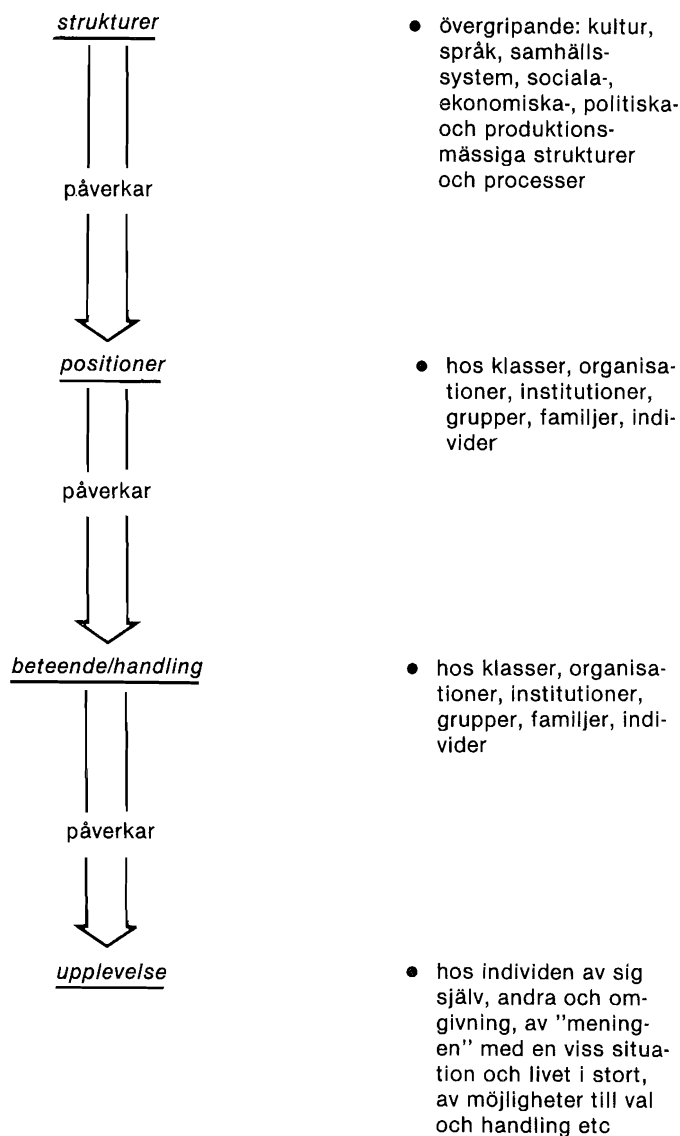 strukturer
• övergripande: kultur,
språk, samhälls-
system, sociala-,
ekonomiska-, politiska-
och produktions-
mässiga strukturer
och processer
påverkar
positioner
• hos klasser, organisa-
tioner, institutioner,
grupper, familjer, indi-
vider
påverkar
beteende/handling
• hos klasser, organisa-
tioner, institutioner,
grupper, familjer, indi-
vider
påverkar
upplevelse
• hos individen av sig
själv, andra och om-
givning, av "mening-
en" med en viss situa-
tion och livet i stort,
av möjligheter till val
och handling etc